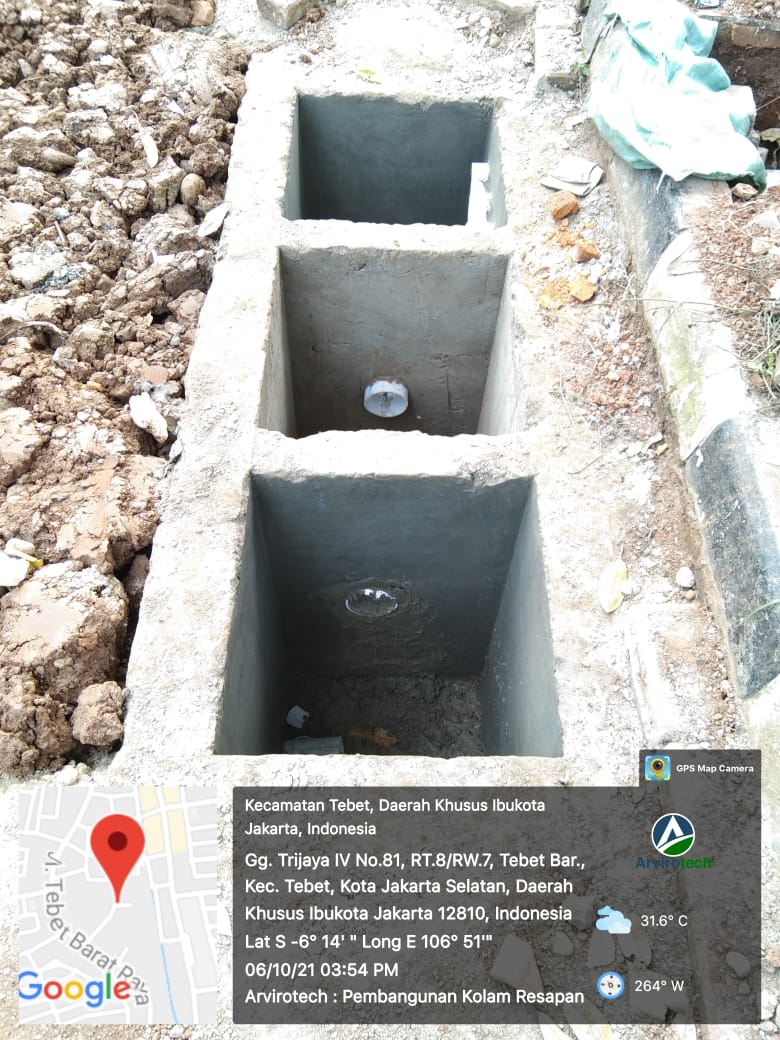 GPS Map Camera
Kecamatan Tebet, Daerah Khusus Ibukota
Jakarta, Indonesia
Gg. Trijaya IV No.81, RT.8/RW.7, Tebet Bar.,
Kec. Tebet, Kota Jakarta Selatan, Daerah
Khusus Ibukota Jakarta 12810, Indonesia
Lat S -6° 14' " Long E 106° 51'"
06/10/21 03:54 PM
Arvirotech : Pembangunan Kolam Resapan
Arvirotech
31.6° C
264° W
Jl. Tebet Barat Raya
Google